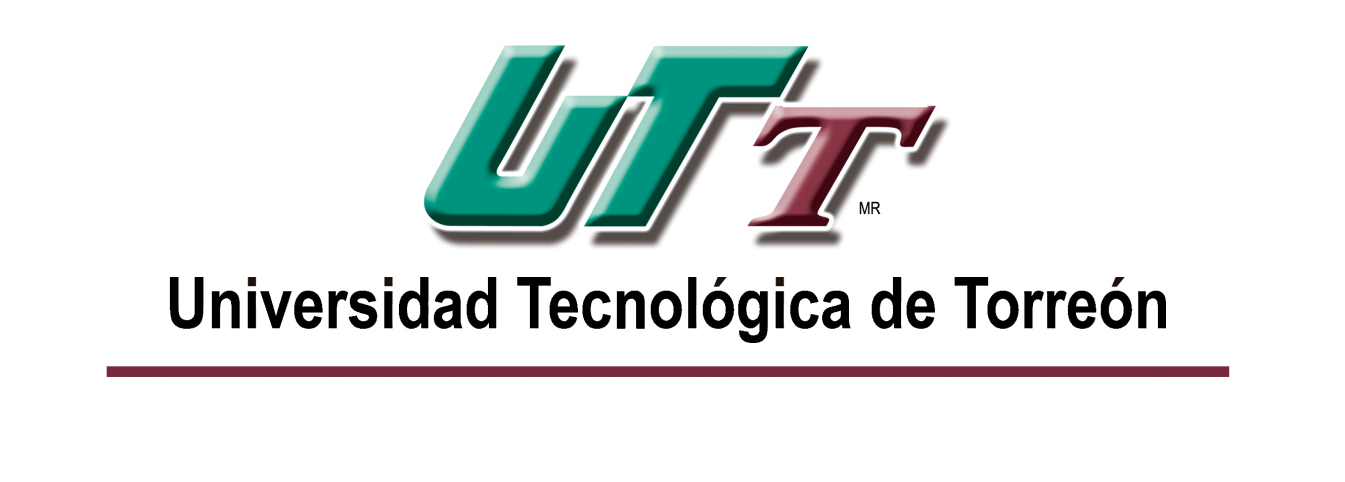 UTT
MR
Universidad Tecnológica de Torreón